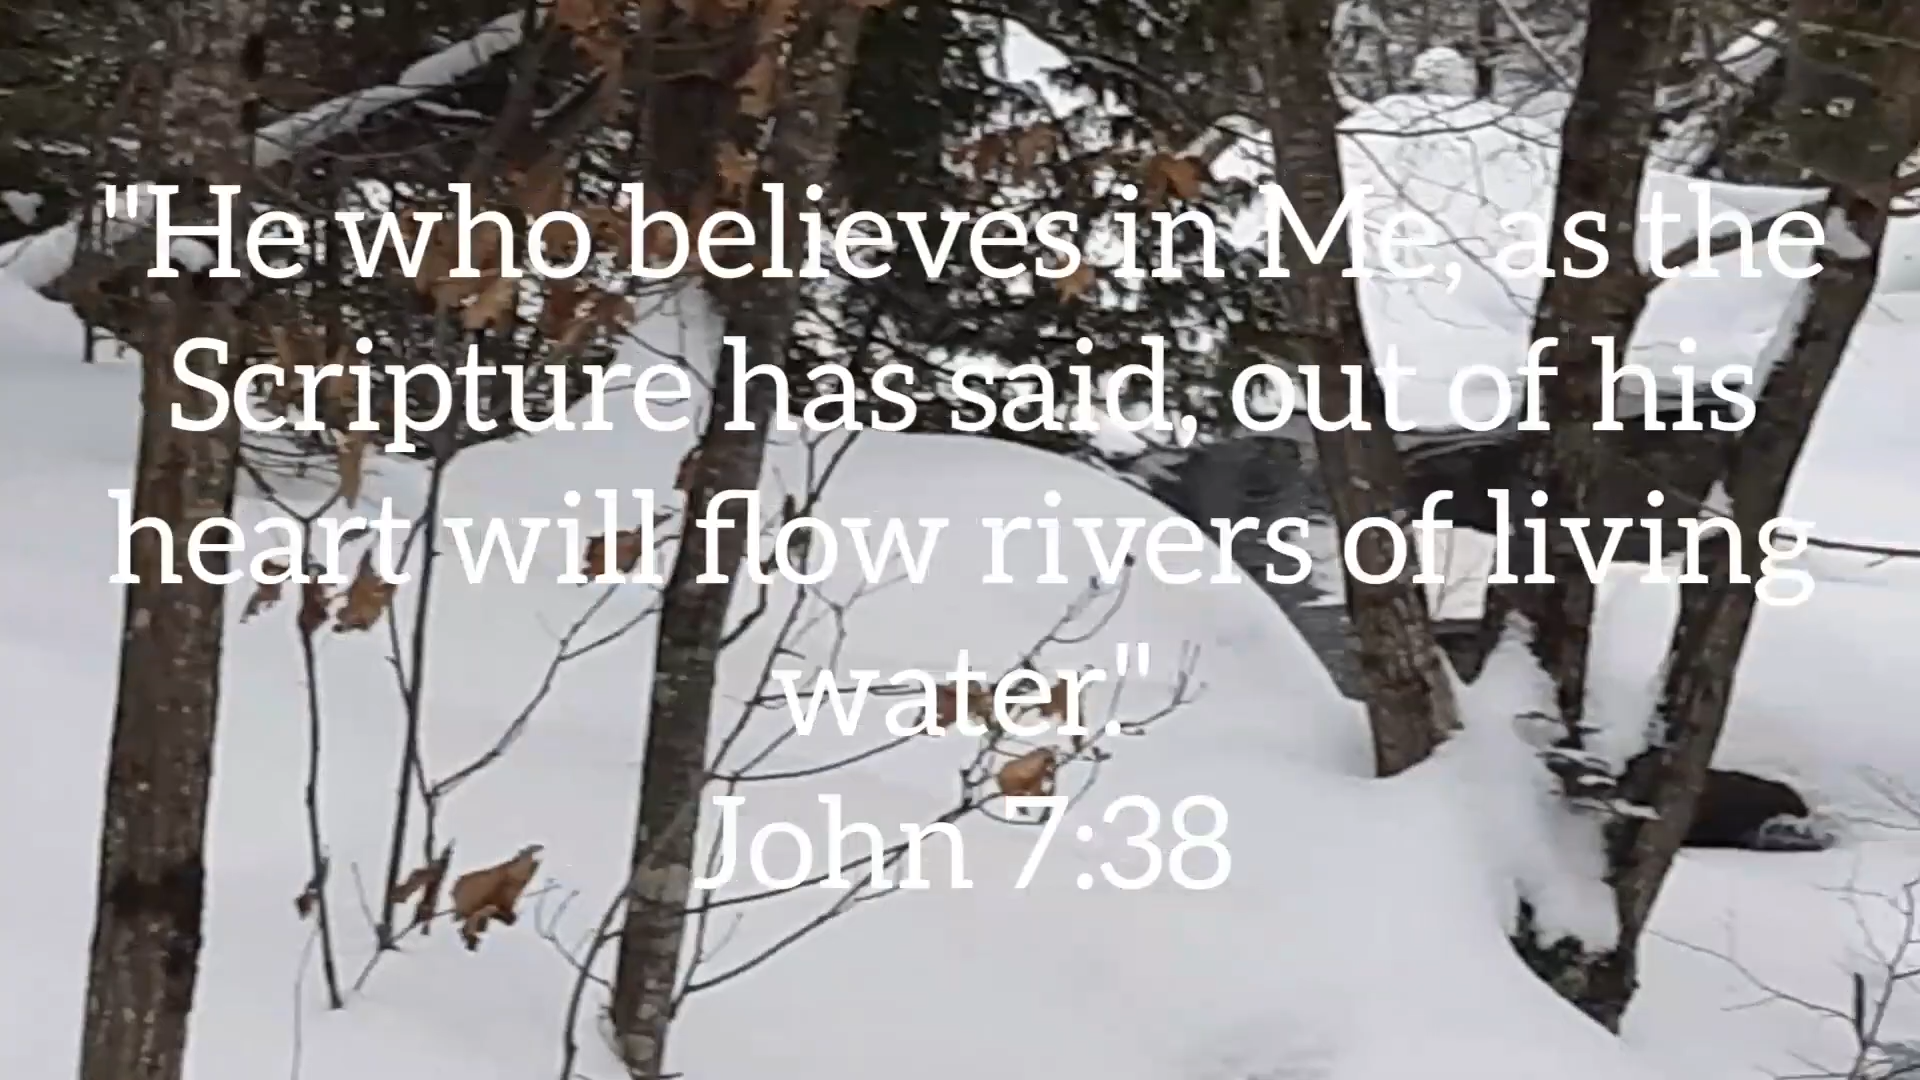 "He who believes in Me, as the
Scripture has said, out of his
heart will flow rivers of living
water."
John 7:38